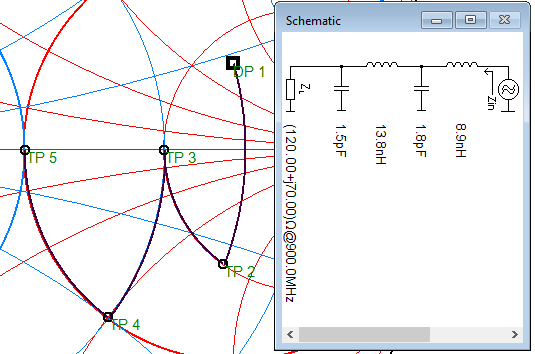 DP 1
TP 5
TP 3
TP 2
TP 4
Schematic
ZL
Zin
(120.00+j70.00)Ω@900.0MHz
1.5pF
13.8nH
1.8pF
8.9nH